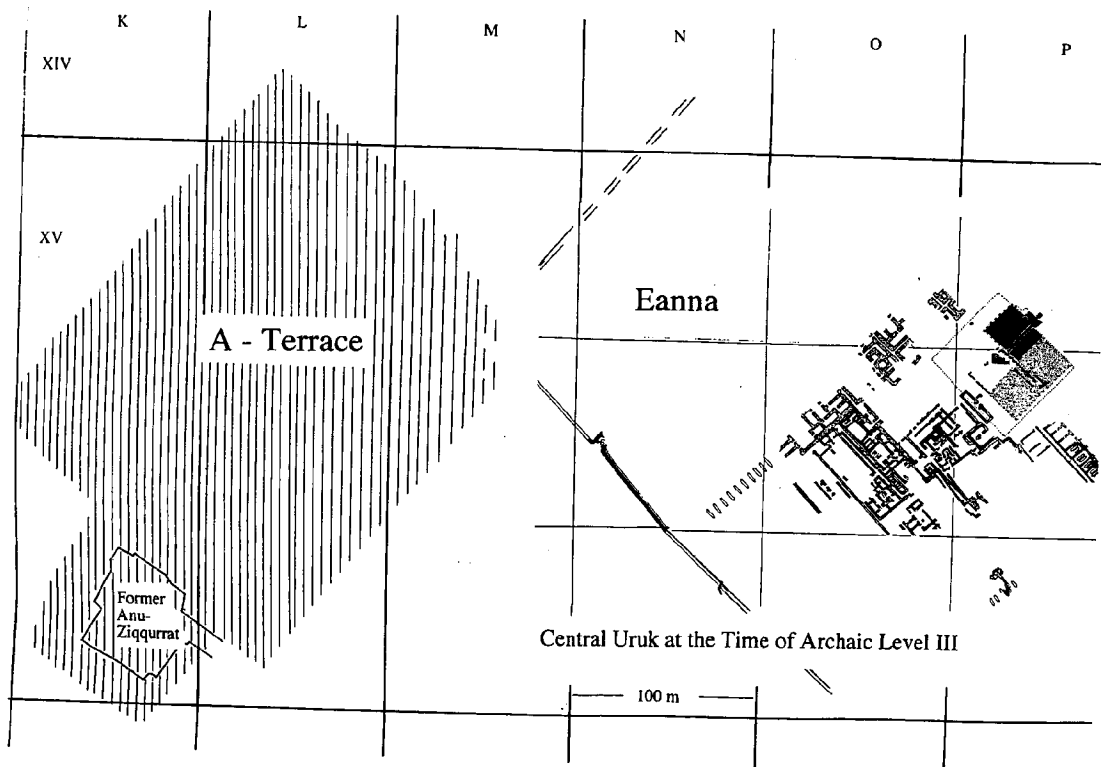 K L M N O P
XIV
XV
Eanna
A - Terrace
Former
Anu-
Ziqqurrat
Central Uruk at the Time of Archaic Level III
100 m